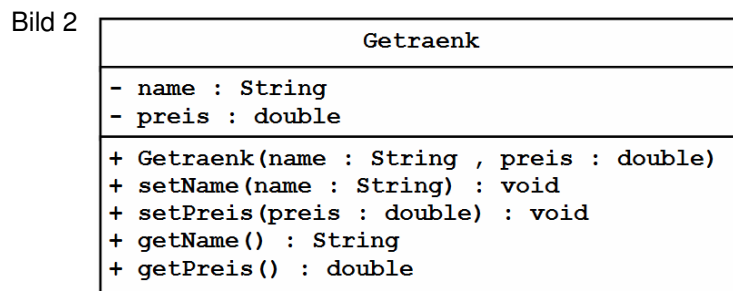 Bild 2
Getraenk
- name : String
- preis : double
+ Getraenk(name : String , preis : double)
+ setName(name : String) : void
+ setPreis(preis : double) : void
+ getName() : String
+ getPreis() : double